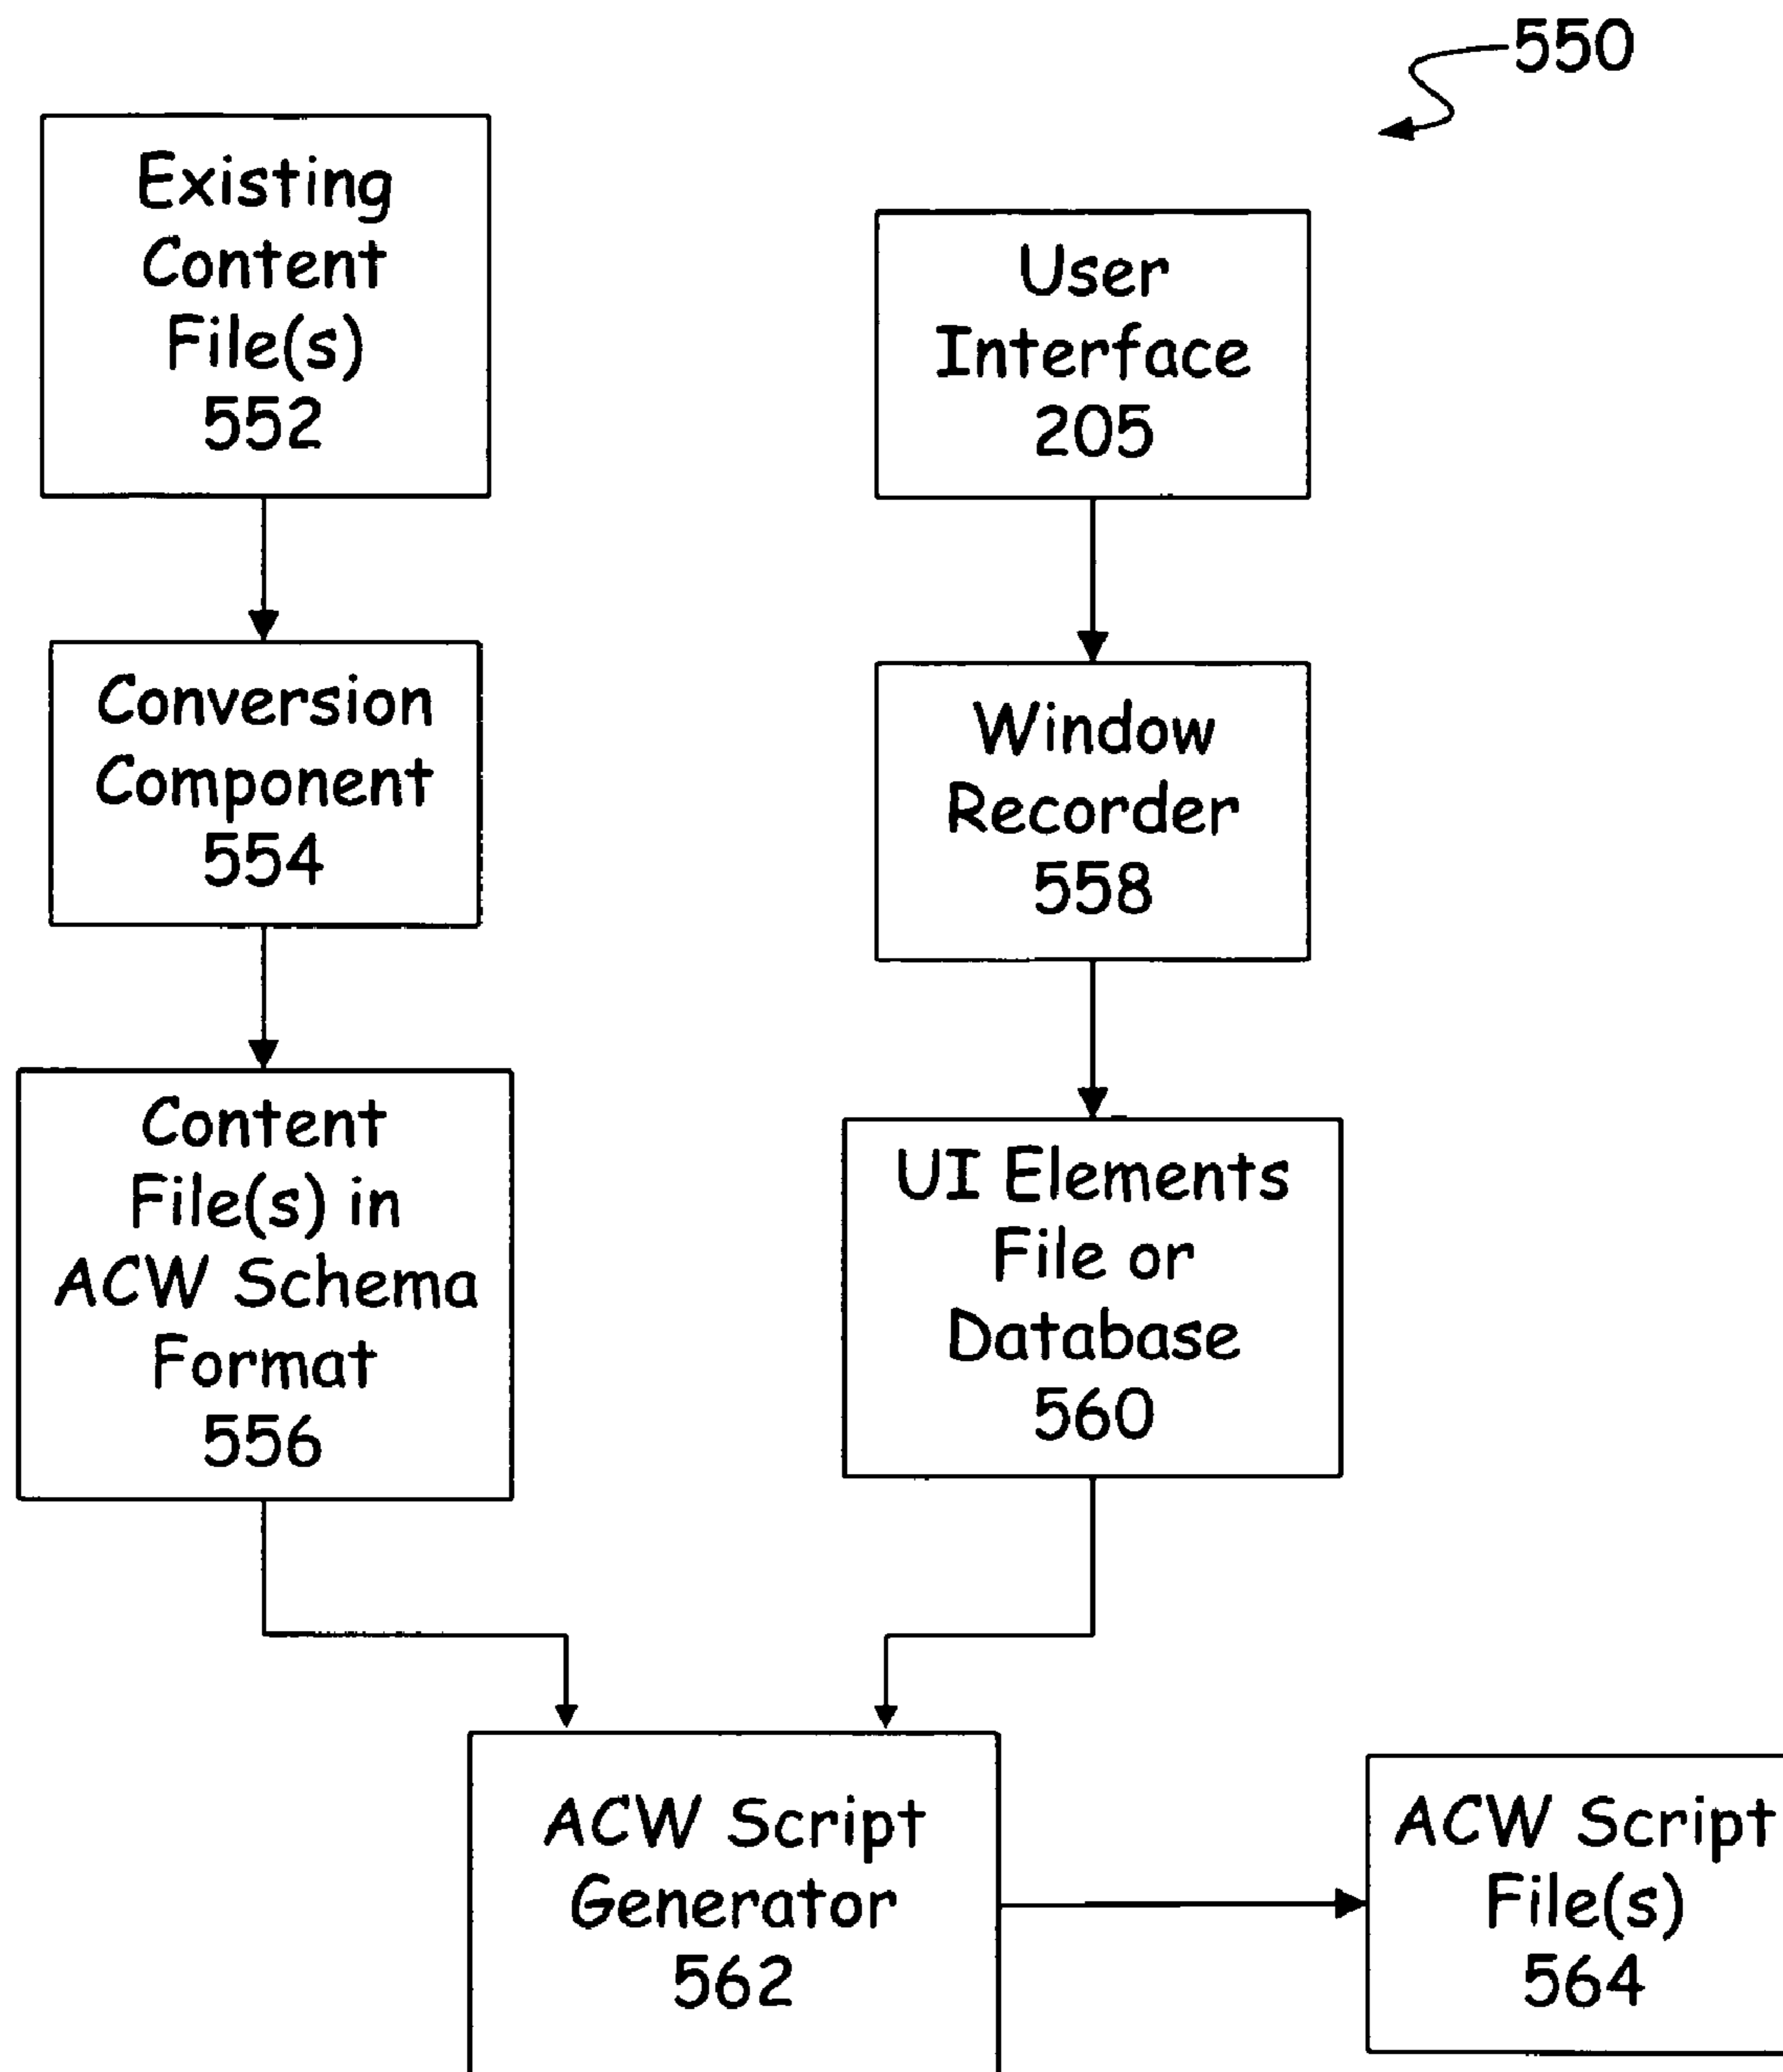 550
Existing
Content
File(s)
552
User
Interface
205
Conversion
Component
554
Window
Recorder
558
Content
File(s) in
ACW Schema
Format
556
UI Elements
File or
Database
560
ACW Script
Generator
562
ACW Script
File(s)
564